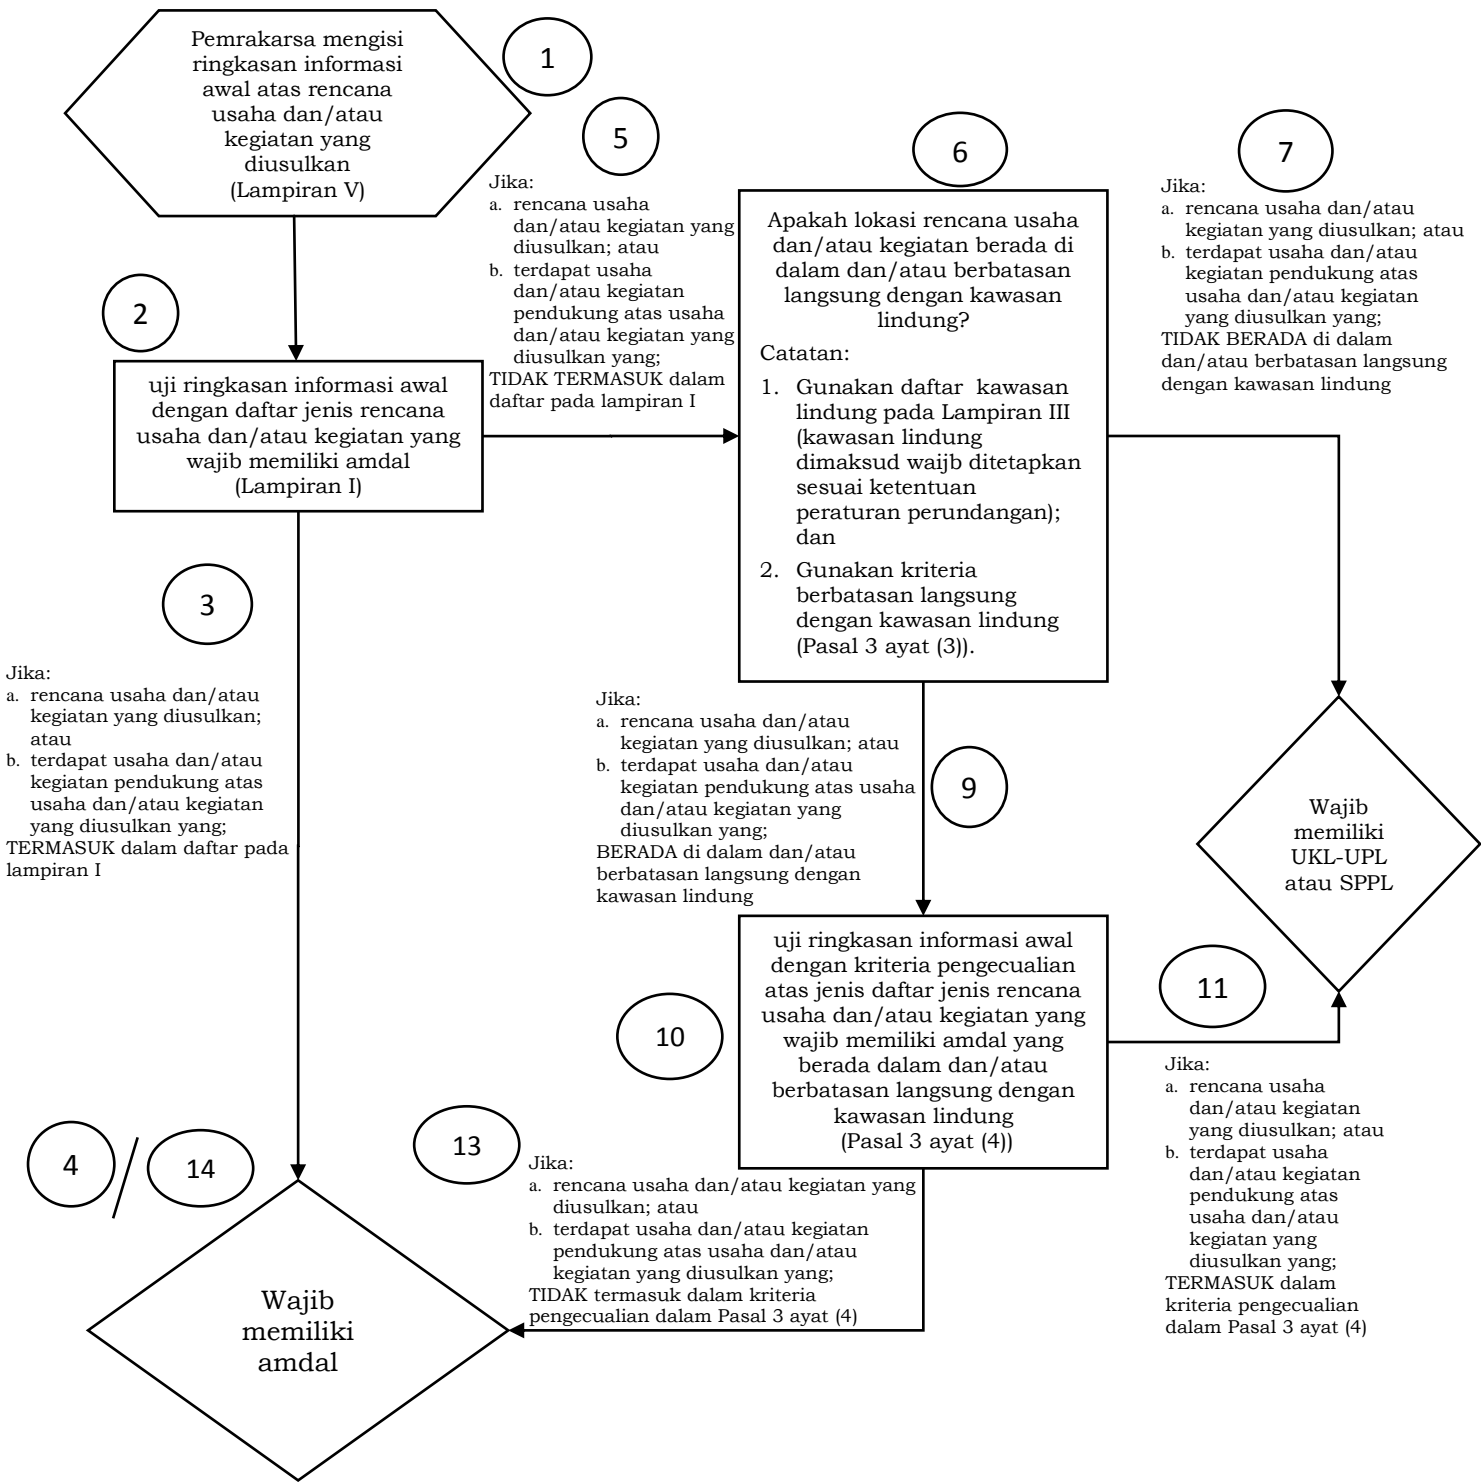 Pemrakarsa mengisi
ringkasan informasi
awal atas rencana
usaha dan/atau
kegiatan yang
diusulkan
(Lampiran V)
1
2
uji ringkasan informasi awal
dengan daftar jenis rencana
usaha dan/atau kegiatan yang
wajib memiliki amdal
(Lampiran I)
3
Jika:
a. rencana usaha dan/atau
kegiatan yang diusulkan;
atau
b. terdapat usaha dan/atau
kegiatan pendukung atas
usaha dan/atau kegiatan
yang diusulkan yang;
TERMASUK dalam daftar pada
lampiran I
4
/
14
Wajib
memiliki
amdal
5
Jika:
a. rencana usaha
dan/atau kegiatan yang
diusulkan; atau
b. terdapat usaha
dan/atau kegiatan
pendukung atas usaha
dan/atau kegiatan yang
diusulkan yang;
TIDAK TERMASUK dalam
daftar pada lampiran I
6
Apakah lokasi rencana usaha
dan/atau kegiatan berada di
dalam dan/atau berbatasan
langsung dengan kawasan
lindung?
Catatan:
1. Gunakan daftar kawasan
lindung pada Lampiran III
(kawasan lindung
dimaksud waijb ditetapkan
sesuai ketentuan
peraturan perundangan);
dan
2. Gunakan kriteria
berbatasan langsung
dengan kawasan lindung
(Pasal 3 ayat (3)).
7
Jika:
a. rencana usaha dan/atau
kegiatan yang diusulkan; atau
b. terdapat usaha dan/atau
kegiatan pendukung atas
usaha dan/atau kegiatan
yang diusulkan yang;
TIDAK BERADA di dalam
dan/atau berbatasan langsung
dengan kawasan lindung
Wajib
memiliki
UKL-UPL
atau SPPL
9
Jika:
a. rencana usaha dan/atau
kegiatan yang diusulkan; atau
b. terdapat usaha dan/atau
kegiatan pendukung atas usaha
dan/atau kegiatan yang
diusulkan yang;
BERADA di dalam dan/atau
berbatasan langsung dengan
kawasan lindung
10
uji ringkasan informasi awal
dengan kriteria pengecualian
atas jenis daftar jenis rencana
usaha dan/atau kegiatan yang
wajib memiliki amdal yang
berada dalam dan/atau
berbatasan langsung dengan
kawasan lindung
(Pasal 3 ayat (4))
11
Jika:
a. rencana usaha
dan/atau kegiatan
yang diusulkan; atau
b. terdapat usaha
dan/atau kegiatan
pendukung atas
usaha dan/atau
kegiatan yang
diusulkan yang;
TERMASUK dalam
kriteria pengecualian
dalam Pasal 3 ayat (4)
13
Jika:
a. rencana usaha dan/atau kegiatan yang
diusulkan; atau
b. terdapat usaha dan/atau kegiatan
pendukung atas usaha dan/atau
kegiatan yang diusulkan yang;
TIDAK termasuk dalam kriteria
pengecualian dalam Pasal 3 ayat (4)